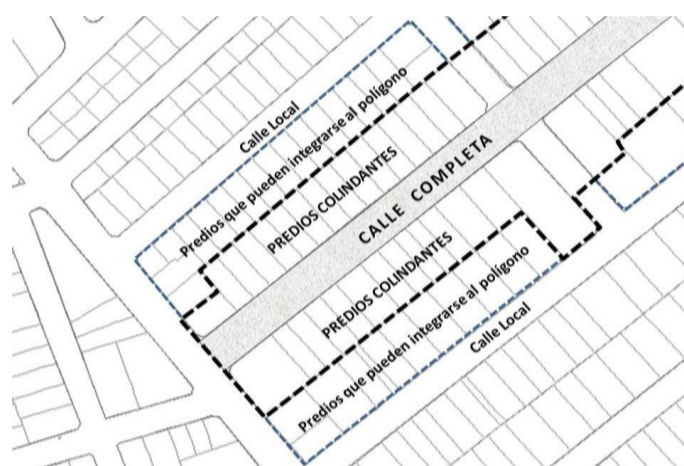 Calle Local
Predios que pueden integrarse al polígono
PREDIOS COLINDANTES
CALLE COMPLETA
PREDIOS COLINDANTES
Predios que pueden integrarse al polígono
Calle Local